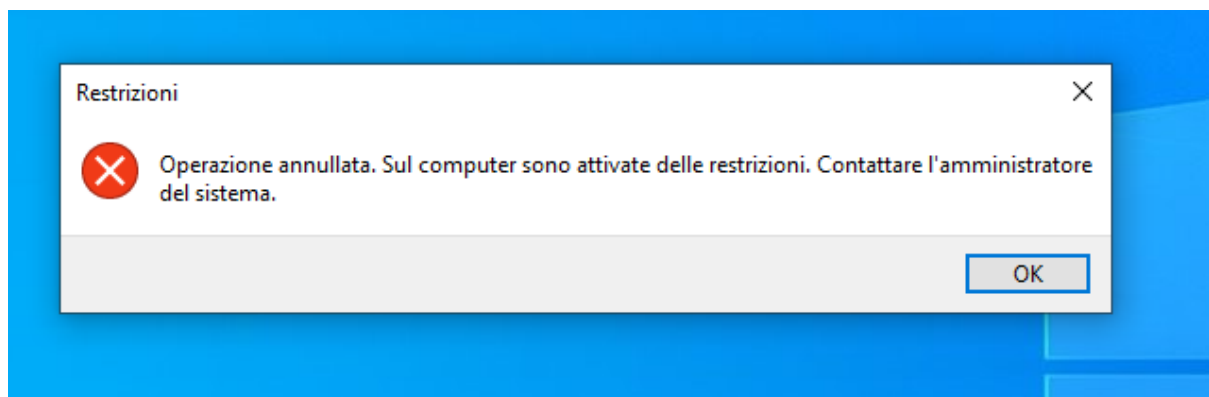 Restrizioni
Operazione annullata. Sul computer sono attivate delle restrizioni. Contattare l'amministratore
del sistema.
OK